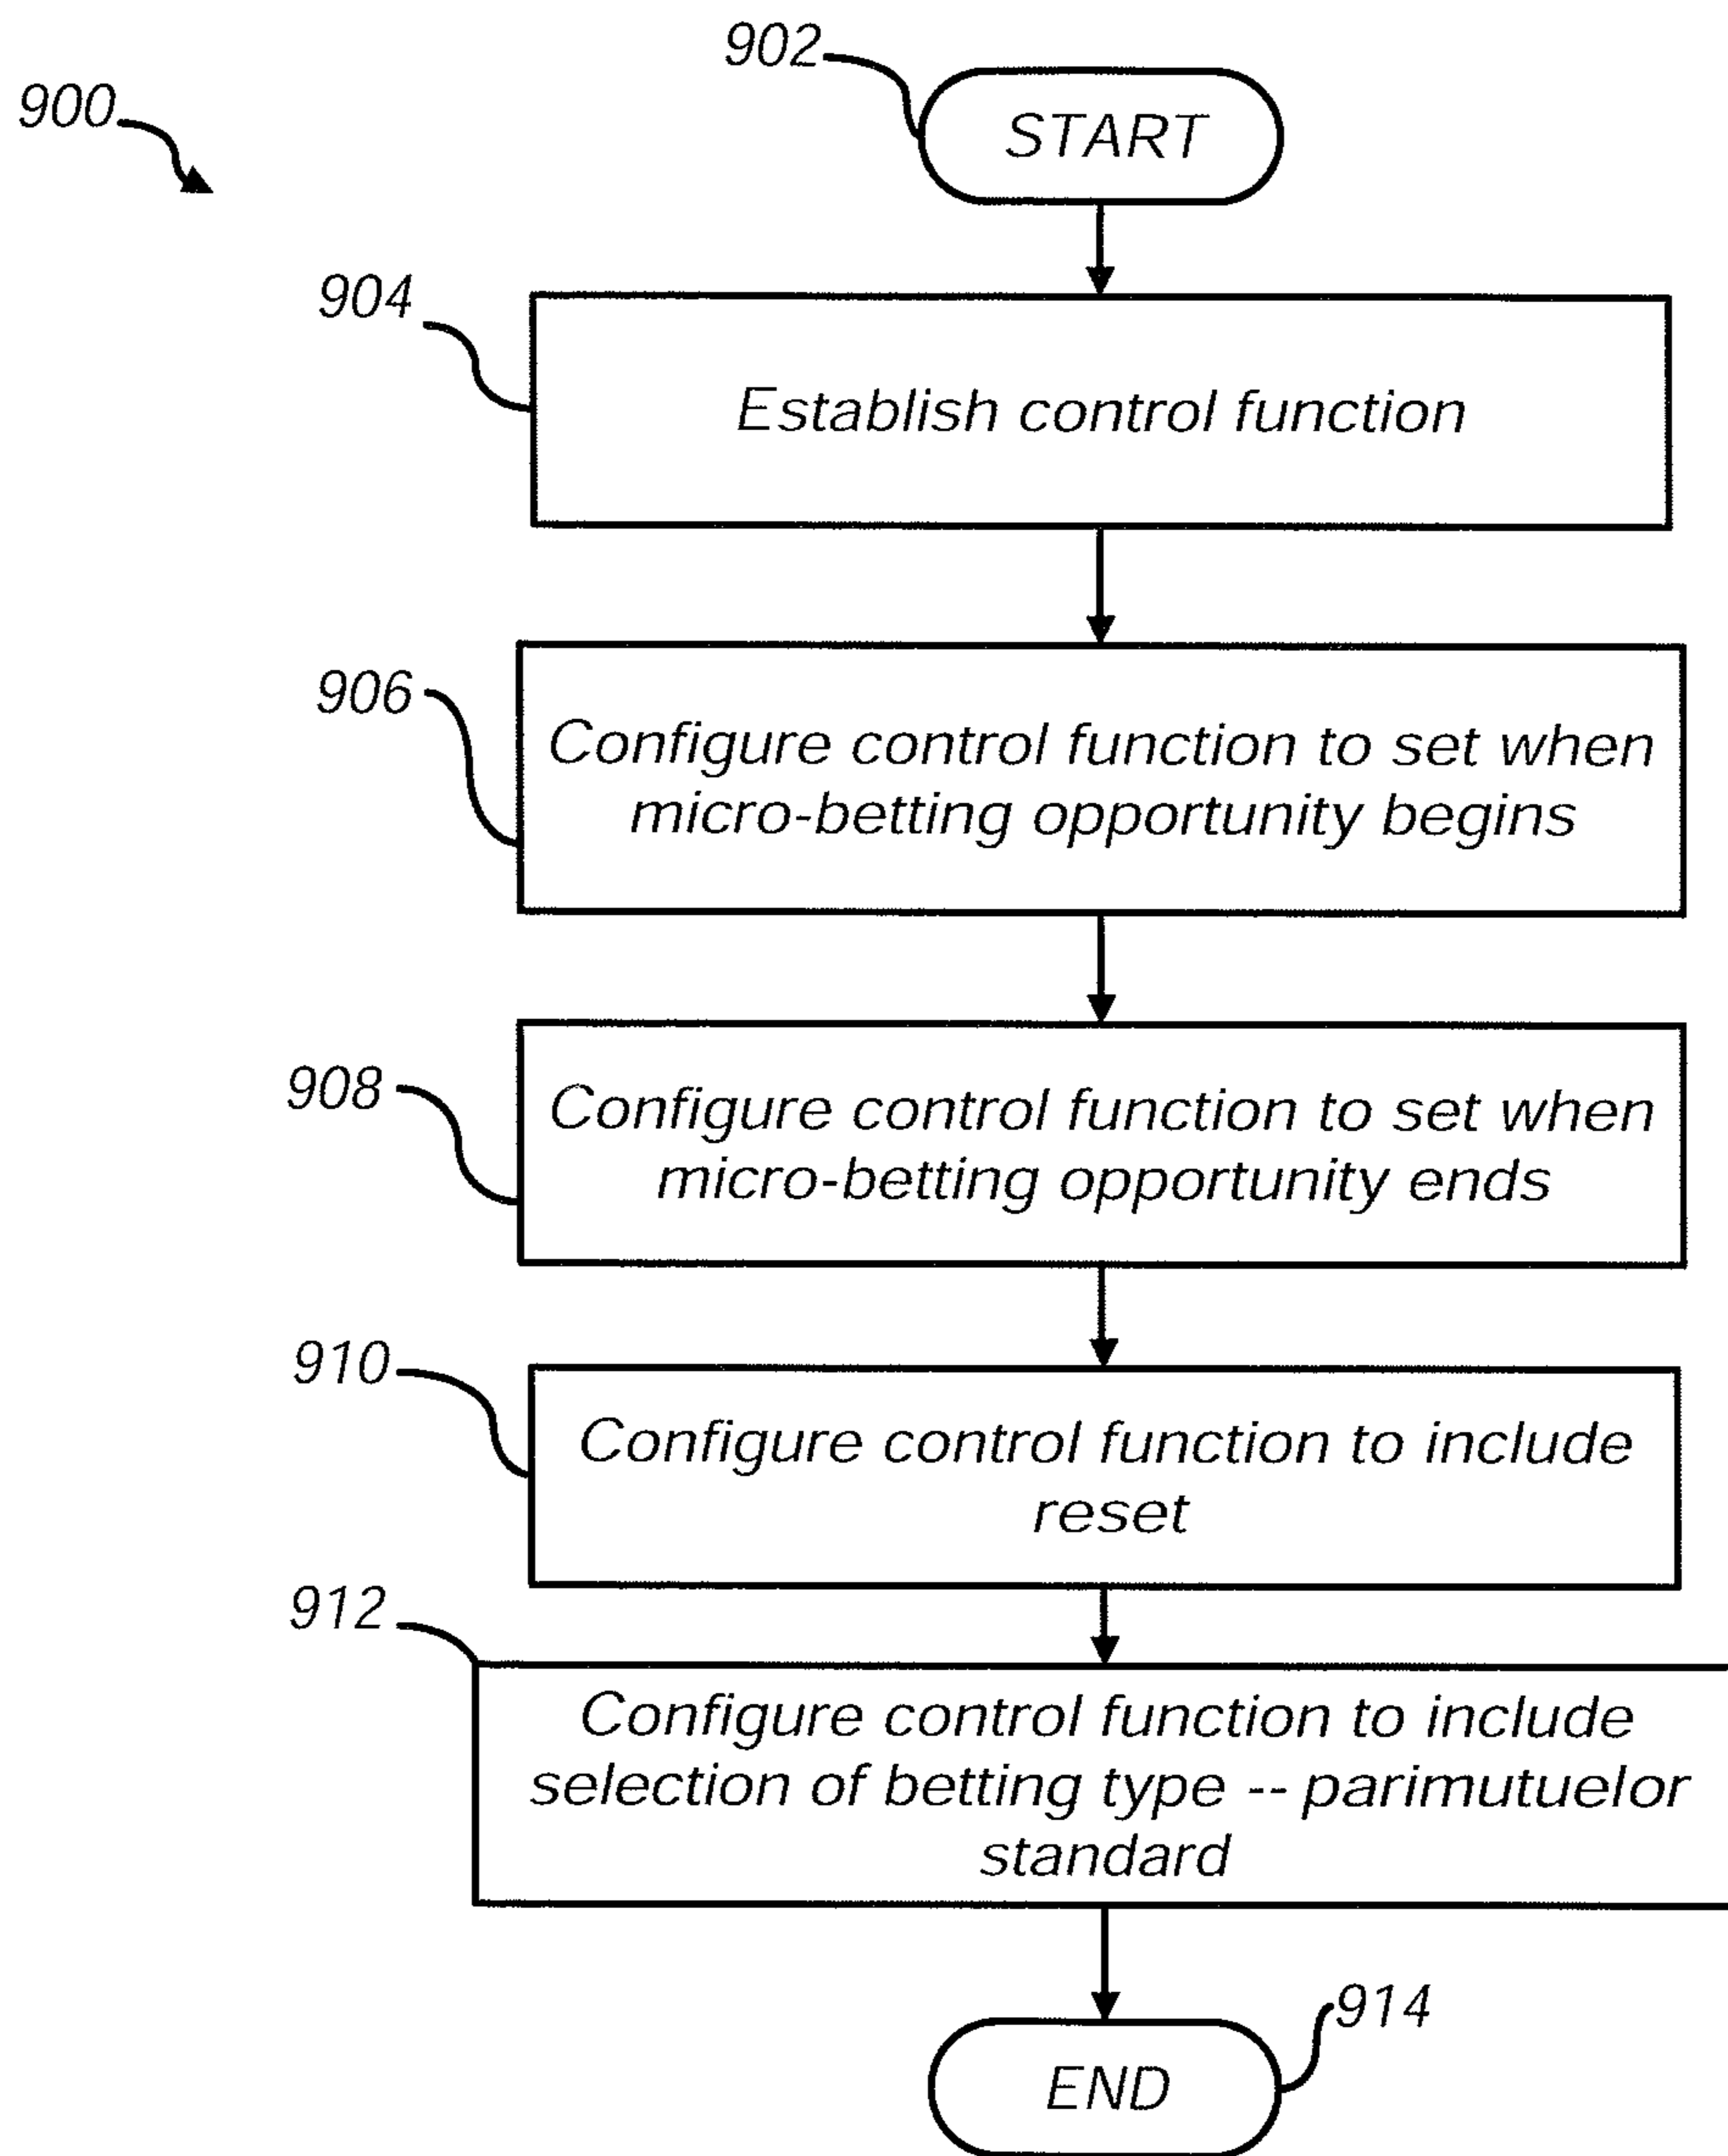 902
900
START
904
Establish control function
906
Configure control function to set when
micro-betting opportunity begins
908
Configure control function to set when
micro-betting opportunity ends
910
Configure control function to include
reset
912
Configure control function to include
selection of betting type -- parimutuelor
standard
914
END